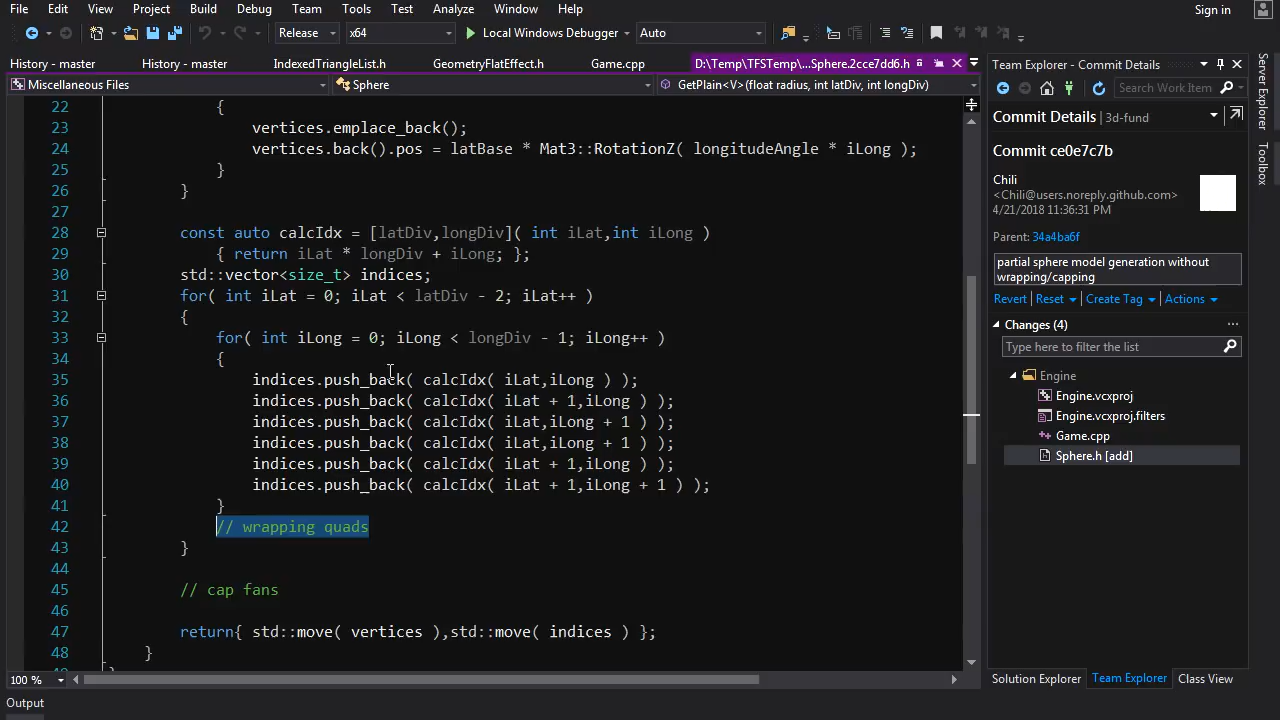 File Edit View Project Build Debug Team Tools Test Analyze Window Help Sign in
Release x64 Local Windows Debugger Auto
History - master History - master IndexedTriangleList.h GeometryFlatEffect.h Game.cpp D:\Temp\TFSTemp\...Sphere.2cce7dd6.h
Miscellaneous Files Sphere GetPlain<V>(float radius, int latDiv, int longDiv)
22 {
23 vertices.emplace_back();
24 vertices.back().pos = latBase * Mat3::RotationZ( longitudeAngle * iLong );
25 }
26 }
27
28 const auto calcIdx = [latDiv,longDiv]( int iLat,int iLong )
29 { return iLat * longDiv + iLong; };
30 std::vector<size_t> indices;
31 for( int iLat = 0; iLat < latDiv - 2; iLat++ )
32 {
33 for( int iLong = 0; iLong < longDiv - 1; iLong++ )
34 {
35 indices.push_back( calcIdx( iLat,iLong ) );
36 indices.push_back( calcIdx( iLat + 1,iLong ) );
37 indices.push_back( calcIdx( iLat,iLong + 1 ) );
38 indices.push_back( calcIdx( iLat,iLong + 1 ) );
39 indices.push_back( calcIdx( iLat + 1,iLong ) );
40 indices.push_back( calcIdx( iLat + 1,iLong + 1 ) );
41 }
42 // wrapping quads
43 }
44
45 // cap fans
46
47 return{ std::move( vertices ),std::move( indices ) };
48 }
100 %
Output
Team Explorer - Commit Details
Search Work Item
Commit Details 3d-fund
Commit ce0e7c7b
Chili
<Chili@users.noreply.github.com>
4/21/2018 11:36:31 PM
Parent: 34a4ba6f
partial sphere model generation without
wrapping/capping
Revert Reset Create Tag Actions
Changes (4) ...
Type here to filter the list
Engine
Engine.vcxproj
Engine.vcxproj.filters
Game.cpp
Sphere.h [add]
Solution Explorer Team Explorer Class View
Server Explorer
Toolbox